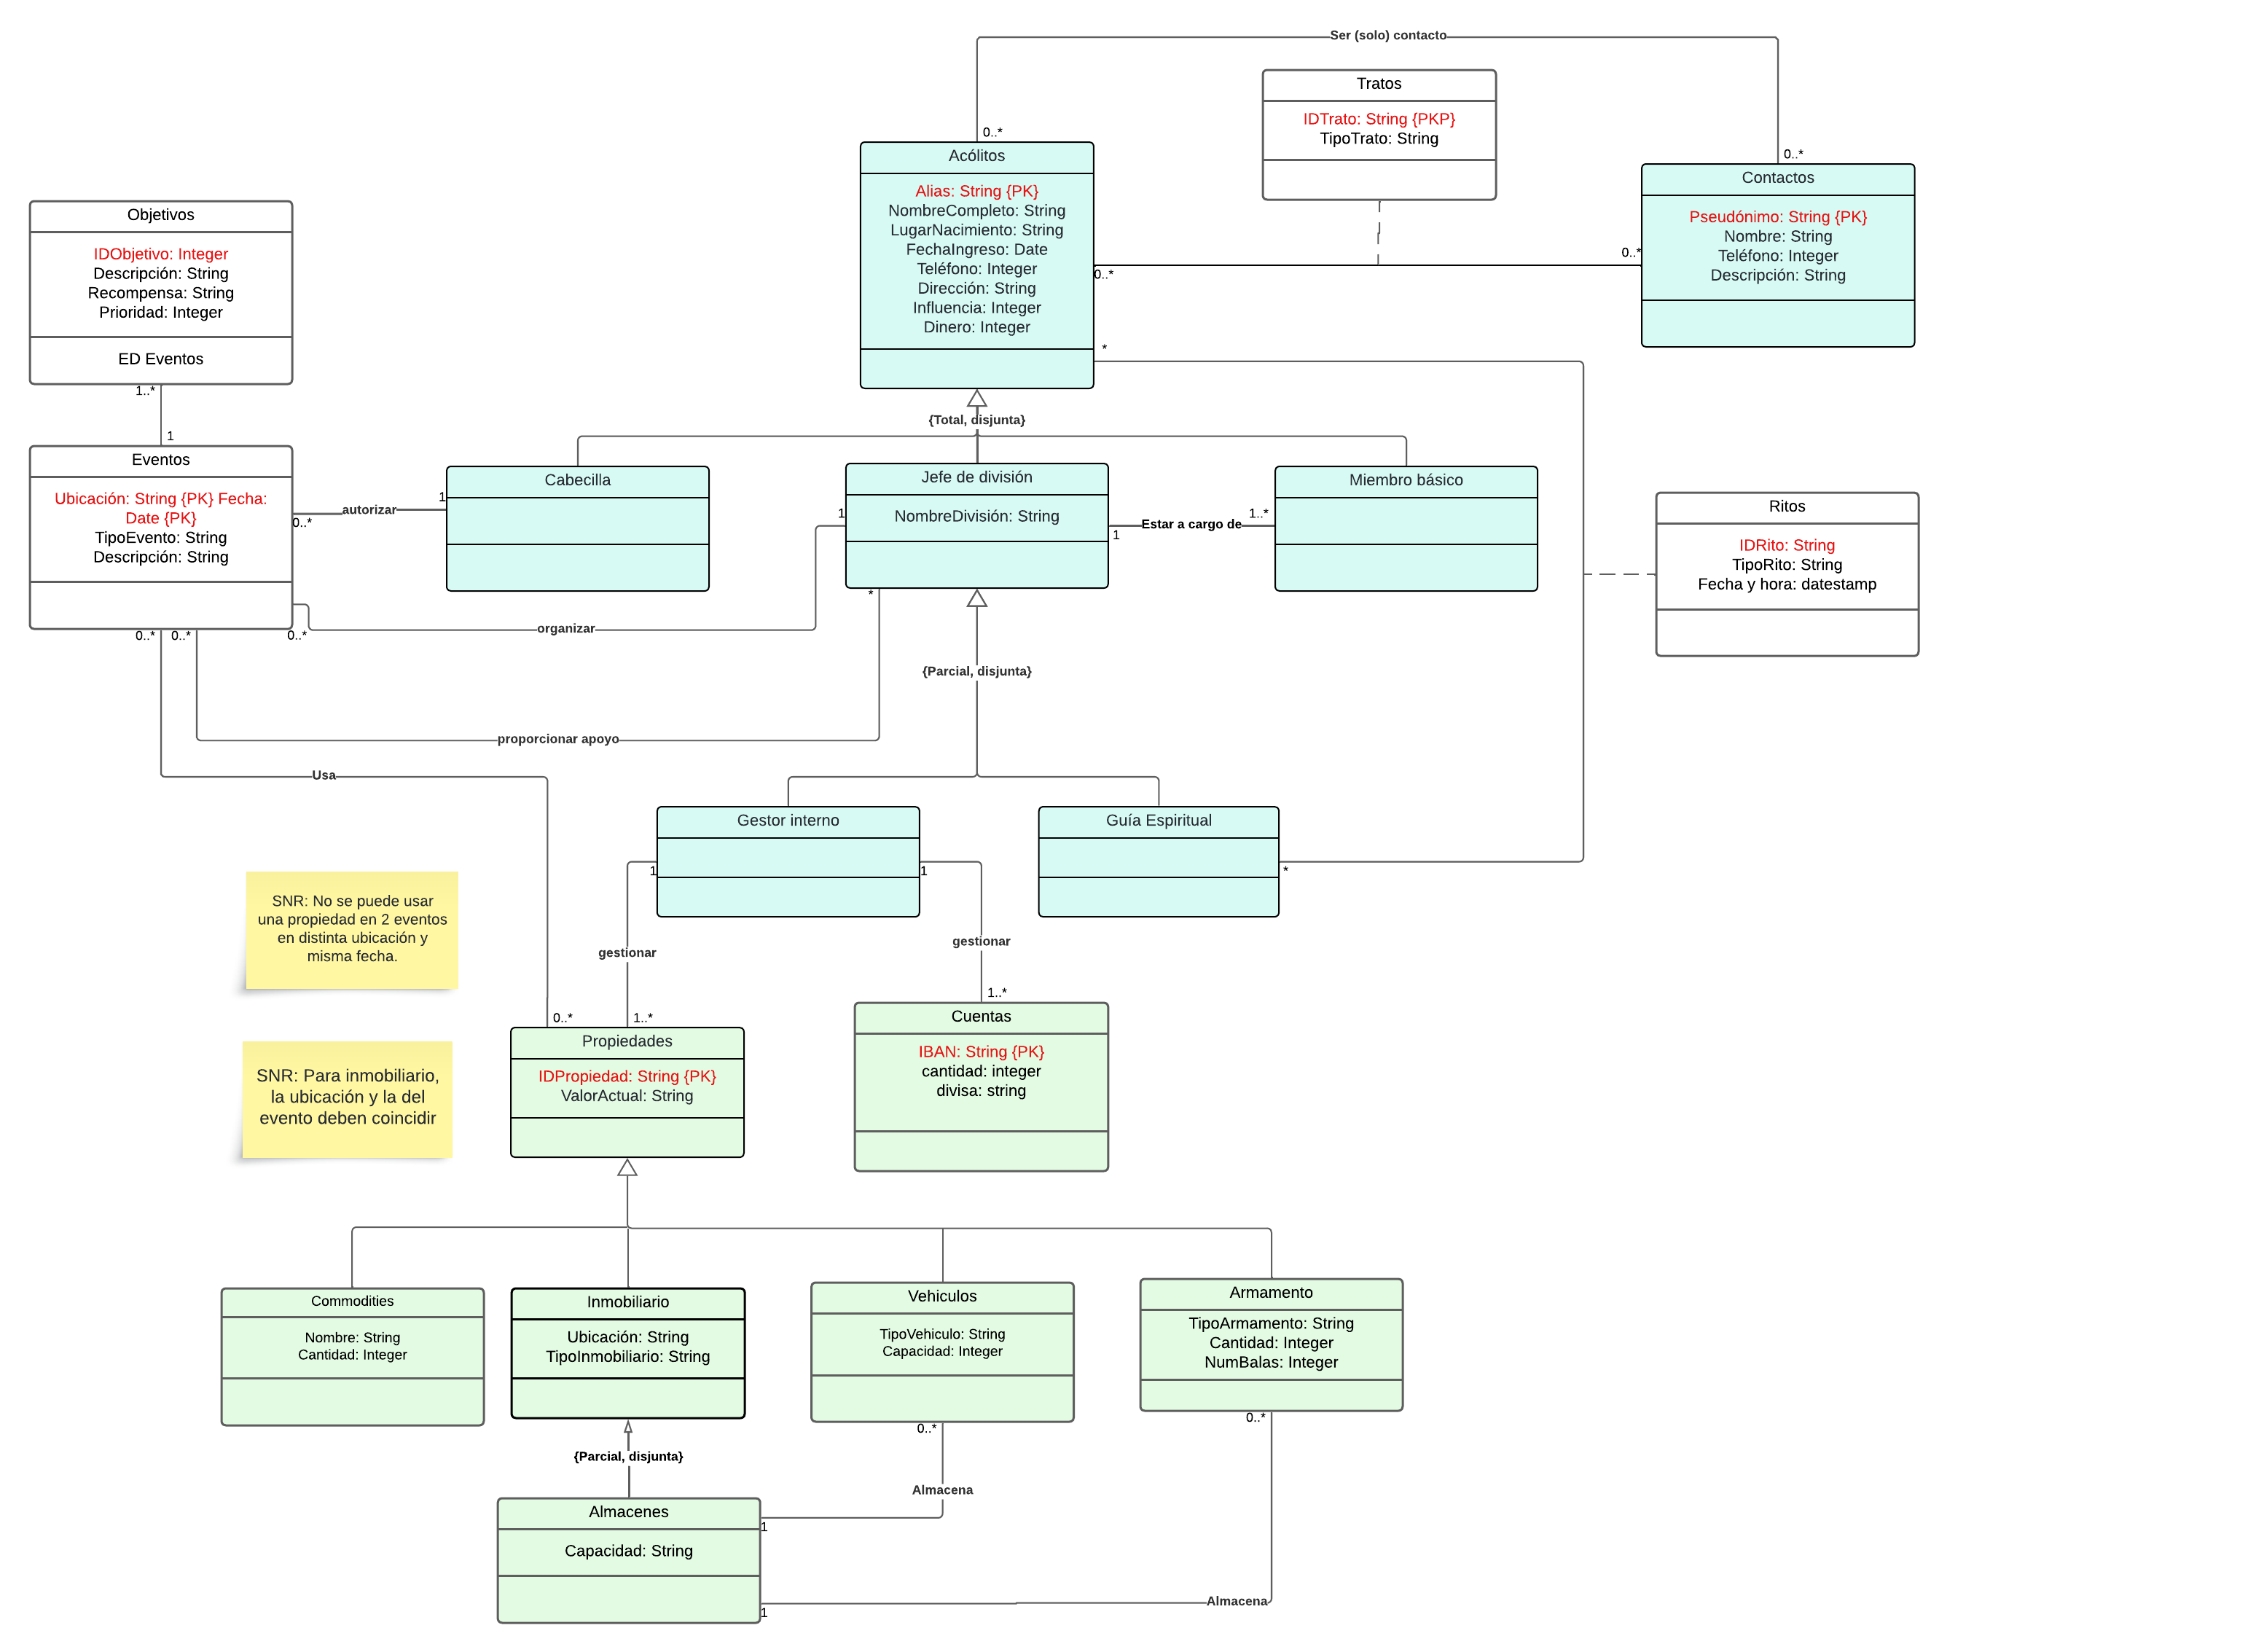 Ser (solo) contacto
0..*
0..*
Tratos
IDTrato: String {PKP}
TipoTrato: String
Acólitos
Alias: String {PK}
NombreCompleto: String
LugarNacimiento: String
FechaIngreso: Date
Teléfono: Integer
Dirección: String
Influencia: Integer
Dinero: Integer
0..*
0..*
*
Contactos
Pseudónimo: String {PK}
Nombre: String
Teléfono: Integer
Descripción: String
Objetivos
IDObjetivo: Integer
Descripción: String
Recompensa: String
Prioridad: Integer
ED Eventos
1..*
1
{Total, disjunta}
Eventos
Ubicación: String {PK} Fecha:
Date {PK}
TipoEvento: String
Descripción: String
0..*
autorizar
1
Cabecilla
Jefe de división
NombreDivisión: String
1
1
Estar a cargo de
1..*
Miembro básico
Ritos
IDRito: String
TipoRito: String
Fecha y hora: datestamp
*
0..*
0..*
0..*
organizar
{Parcial, disjunta}
proporcionar apoyo
Usa
Gestor interno
1
1
Guía Espiritual
*
SNR: No se puede usar
una propiedad en 2 eventos
en distinta ubicación y
misma fecha.
gestionar
gestionar
0..*
1..*
1..*
SNR: Para inmobiliario,
la ubicación y la del
evento deben coincidir
Propiedades
IDPropiedad: String {PK}
ValorActual: String
Cuentas
IBAN: String {PK}
cantidad: integer
divisa: string
Commodities
Nombre: String
Cantidad: Integer
Inmobiliario
Ubicación: String
TipoInmobiliario: String
Vehiculos
TipoVehiculo: String
Capacidad: Integer
Armamento
TipoArmamento: String
Cantidad: Integer
NumBalas: Integer
0..*
0..*
{Parcial, disjunta}
Almacena
Almacenes
Capacidad: String
1
1
Almacena